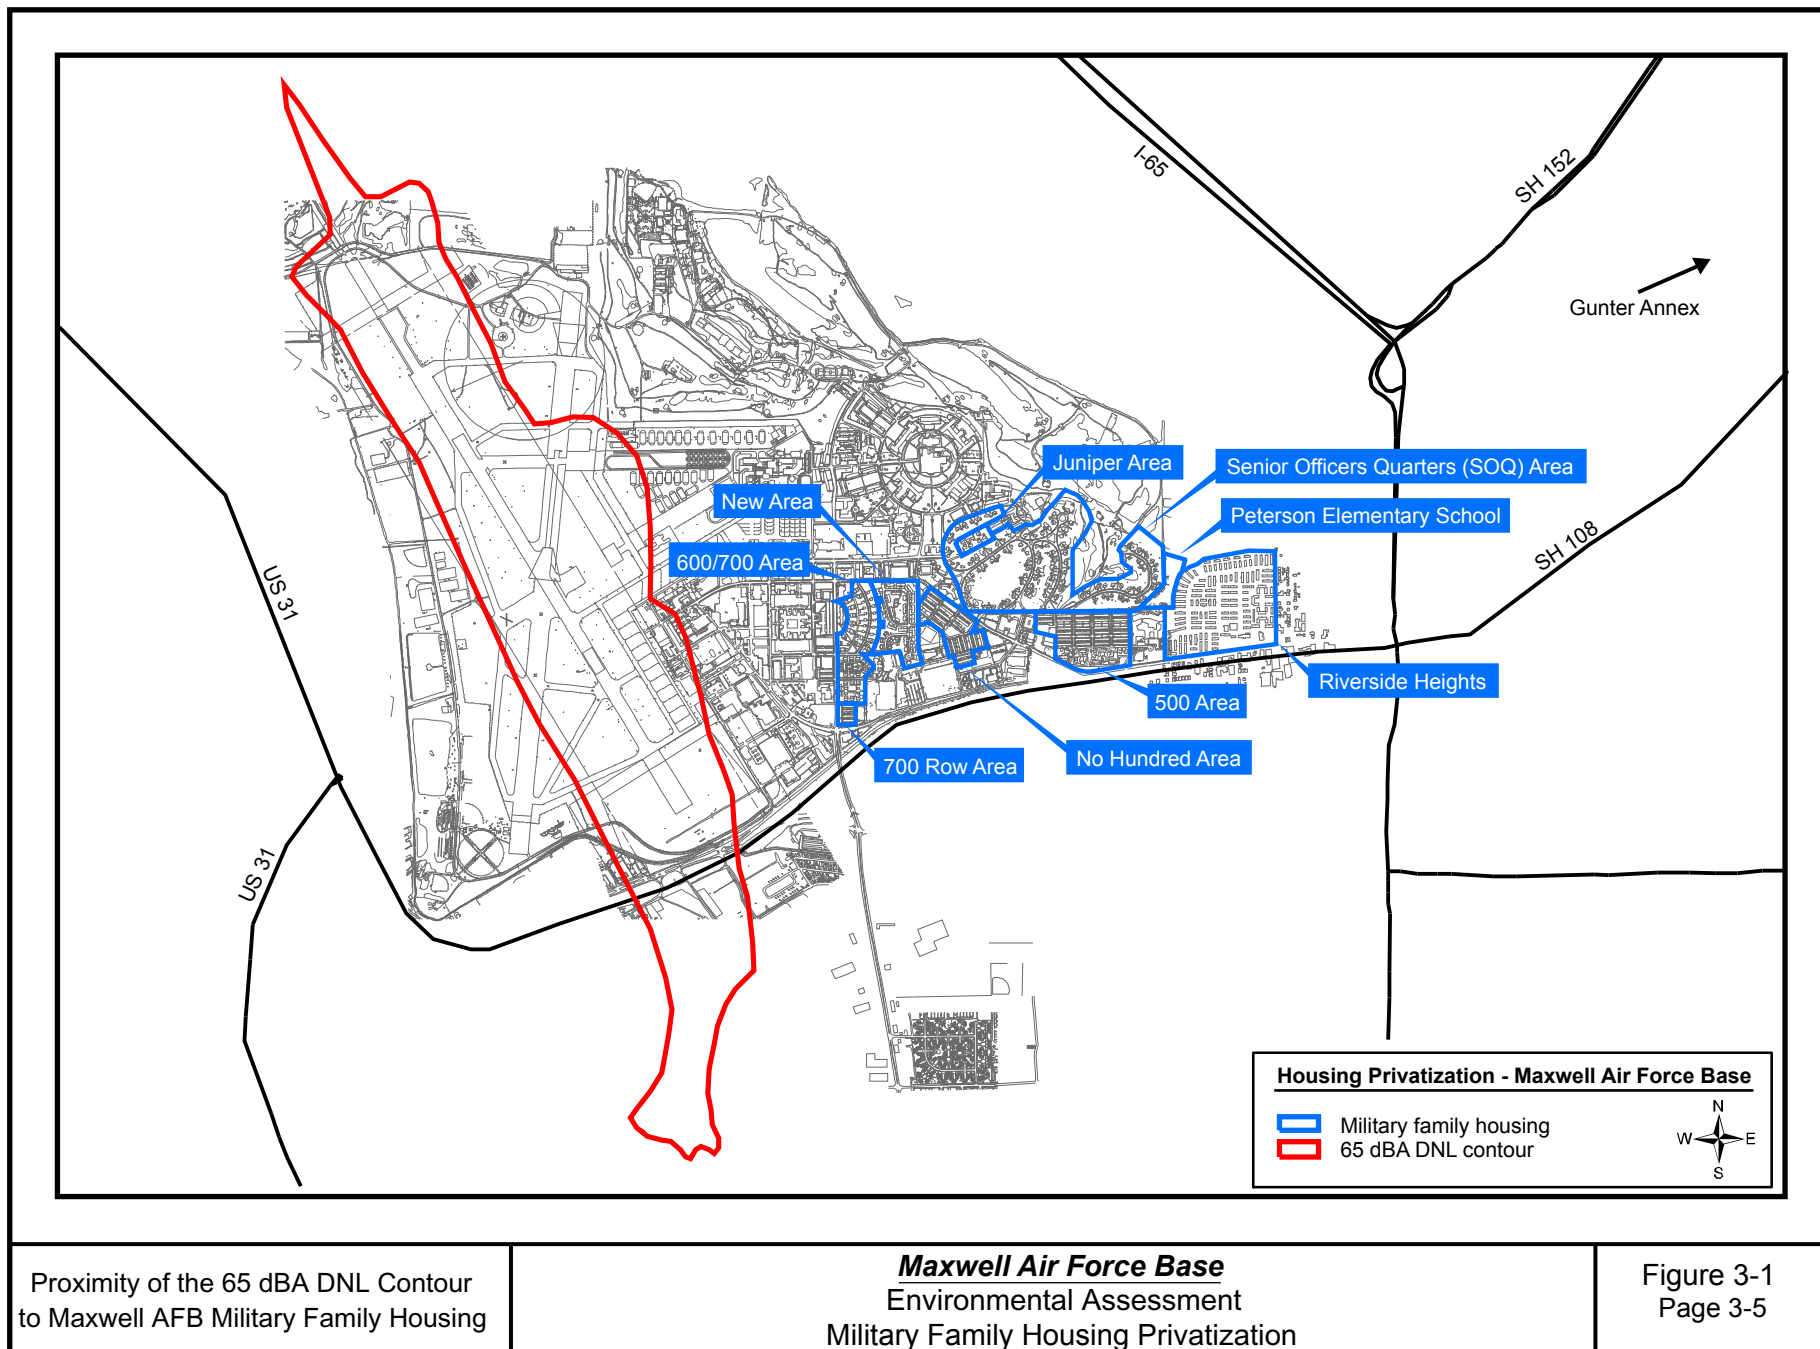 I-65
SH 152
Gunter Annex
Juniper Area
Senior Officers Quarters (SOQ) Area
New Area
Peterson Elementary School
600/700 Area
SH 108
US 31
Riverside Heights
500 Area
No Hundred Area
700 Row Area
US 31
Housing Privatization - Maxwell Air Force Base
Military family housing
65 dBA DNL contour
N
W E
S
Proximity of the 65 dBA DNL Contour
to Maxwell AFB Military Family Housing
Maxwell Air Force Base
Environmental Assessment
Military Family Housing Privatization
Figure 3-1
Page 3-5